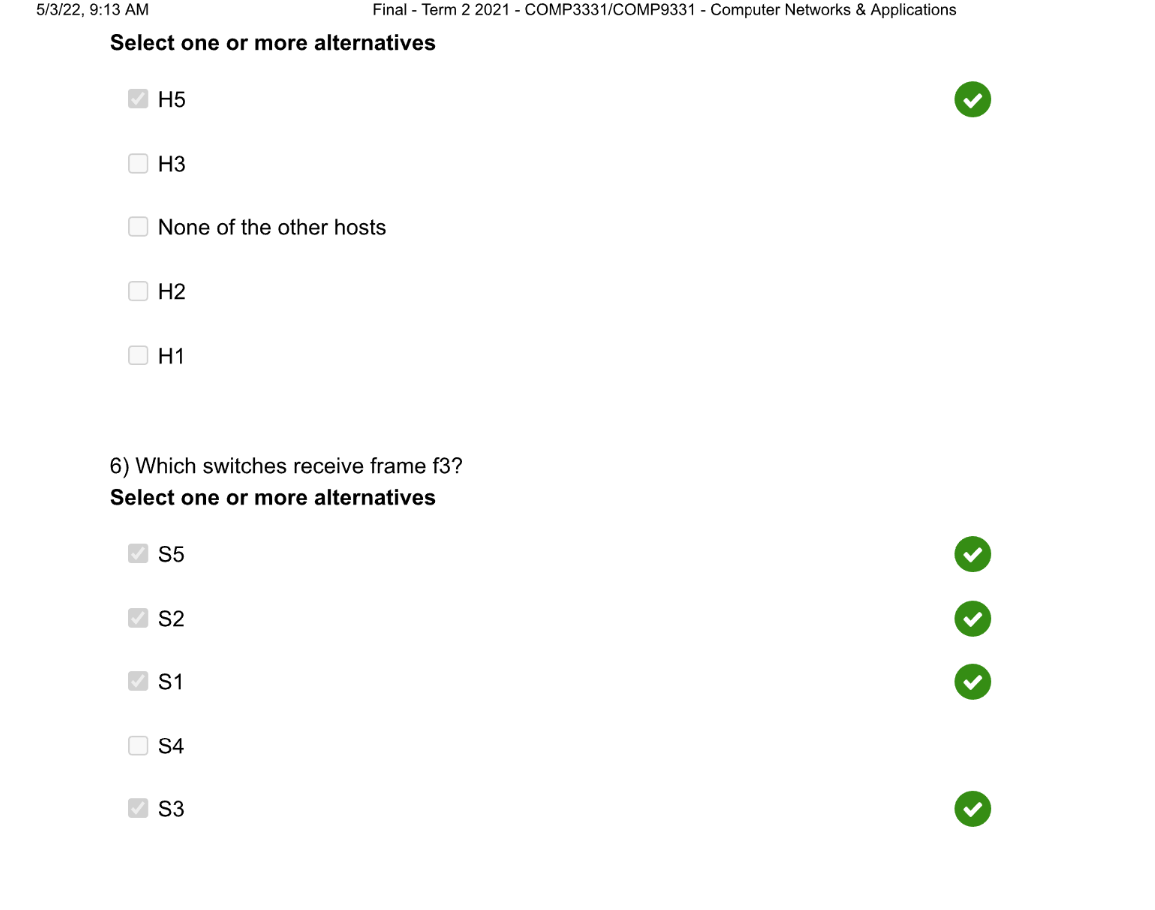 5/3/22, 9:13 AM Final - Term 2 2021 - COMP3331/COMP9331 - Computer Networks & Applications
Select one or more alternatives
H5
H3
None of the other hosts
H2
H1
6) Which switches receive frame f3?
Select one or more alternatives
S5
S2
S1
S4
S3